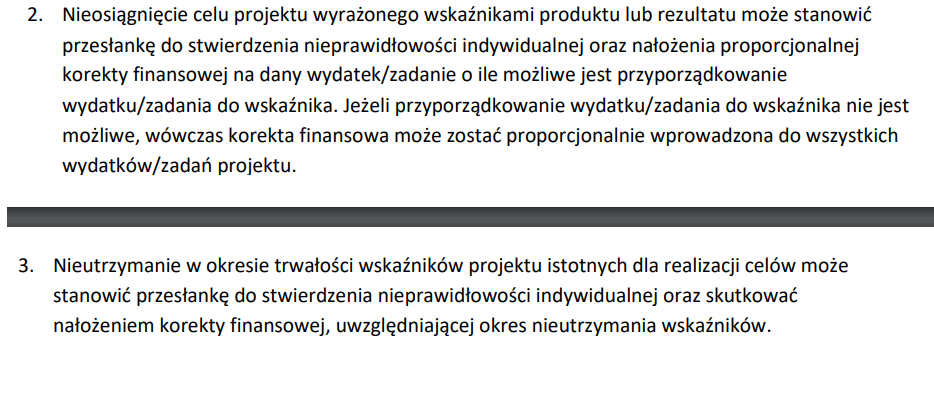 2. Nieosiągnięcie celu projektu wyrażonego wskaźnikami produktu lub rezultatu może stanowić
przesłankę do stwierdzenia nieprawidłowości indywidualnej oraz nałożenia proporcjonalnej
korekty finansowej na dany wydatek/zadanie o ile możliwe jest przyporządkowanie
wydatku/zadania do wskaźnika. Jeżeli przyporządkowanie wydatku/zadania do wskaźnika nie jest
możliwe, wówczas korekta finansowa może zostać proporcjonalnie wprowadzona do wszystkich
wydatków/zadań projektu.
3. Nieutrzymanie w okresie trwałości wskaźników projektu istotnych dla realizacji celów może
stanowić przesłankę do stwierdzenia nieprawidłowości indywidualnej oraz skutkować
nałożeniem korekty finansowej, uwzględniającej okres nieutrzymania wskaźników.